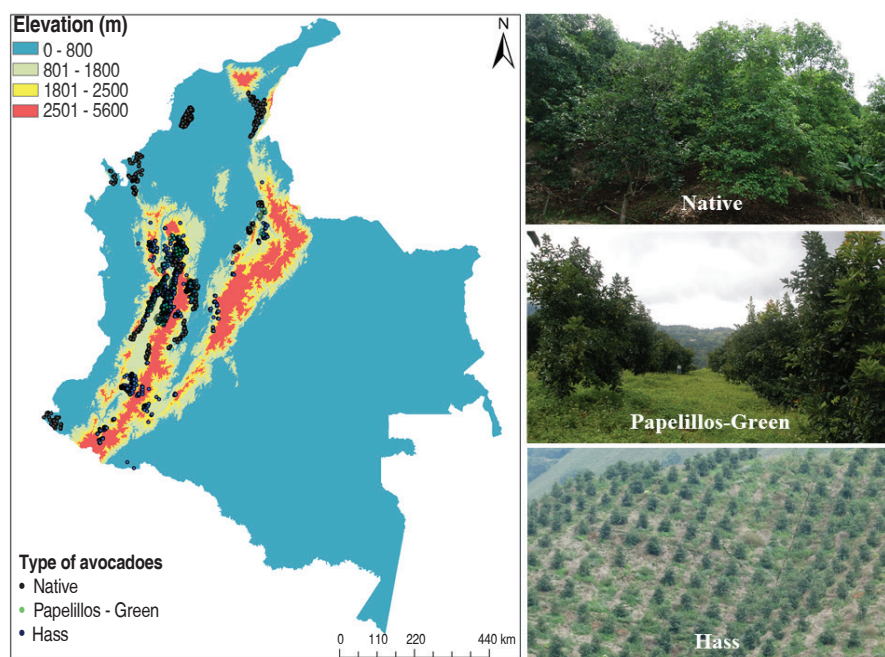 Elevation (m)
0 - 800
801 - 1800
1801 - 2500
2501 - 5600
N
Type of avocadoes
Native
Papelillos - Green
Hass
0 110 220 440 km
Native
Papelillos-Green
Hass